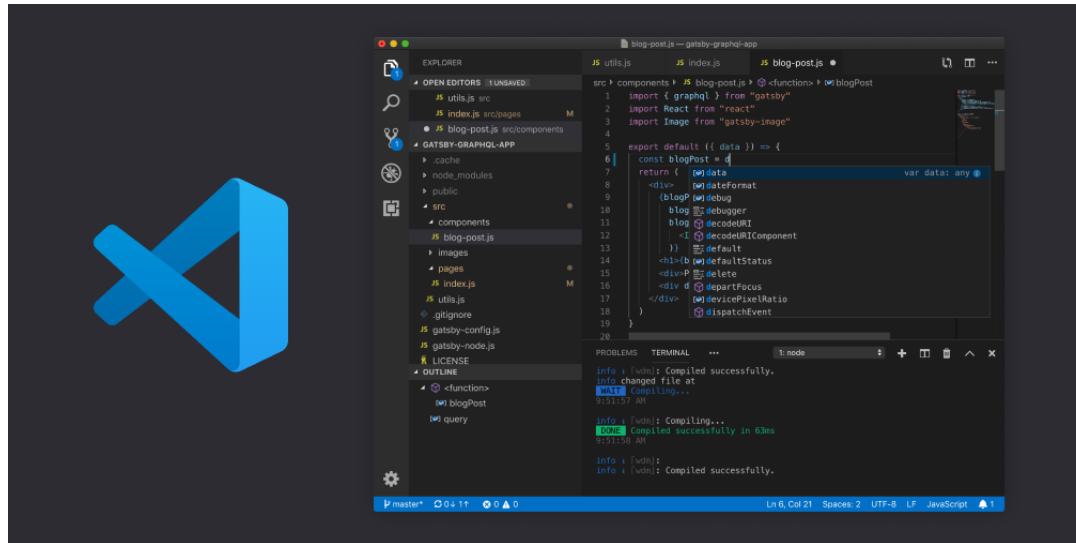 blog-post.js — gatsby-graphql-app
EXPLORER
OPEN EDITORS 1 UNSAVED
JS utils.js src
JS index.js src/pages M
JS blog-post.js src/components
GATSBY-GRAPHQL-APP
.cache
node_modules
public
src
components
JS blog-post.js
images
pages
JS index.js M
JS utils.js
.gitignore
JS gatsby-config.js
JS gatsby-node.js
LICENSE
OUTLINE
<function>
blogPost
query
JS utils.js JS index.js JS blog-post.js
src components JS blog-post.js <function> blogPost
1 import { graphql } from "gatsby"
2 import React from "react"
3 import Image from "gatsby-image"
4
5 export default ({ data }) => {
6 const blogPost = d
7 return (
8 <div>
9 {blogP
10 blog
11 blog
12 <I
13 )}
14 <h1>{b
15 <div>P
16 <div d
17 </div>
18 )
19 }
20
data var data: any
dateFormat
debug
debugger
decodeURI
decodeURIComponent
default
defaultStatus
delete
departFocus
devicePixelRatio
dispatchEvent
PROBLEMS TERMINAL ••• 1: node
info [wdm]: Compiled successfully.
info changed file at
WAIT Compiling...
9:51:57 AM
info [wdm]: Compiling...
DONE Compiled successfully in 63ms
9:51:58 AM
info [wdm]:
info [wdm]: Compiled successfully.
master* 0↓ 1↑ 0 0 Ln 6, Col 21 Spaces: 2 UTF-8 LF JavaScript 1